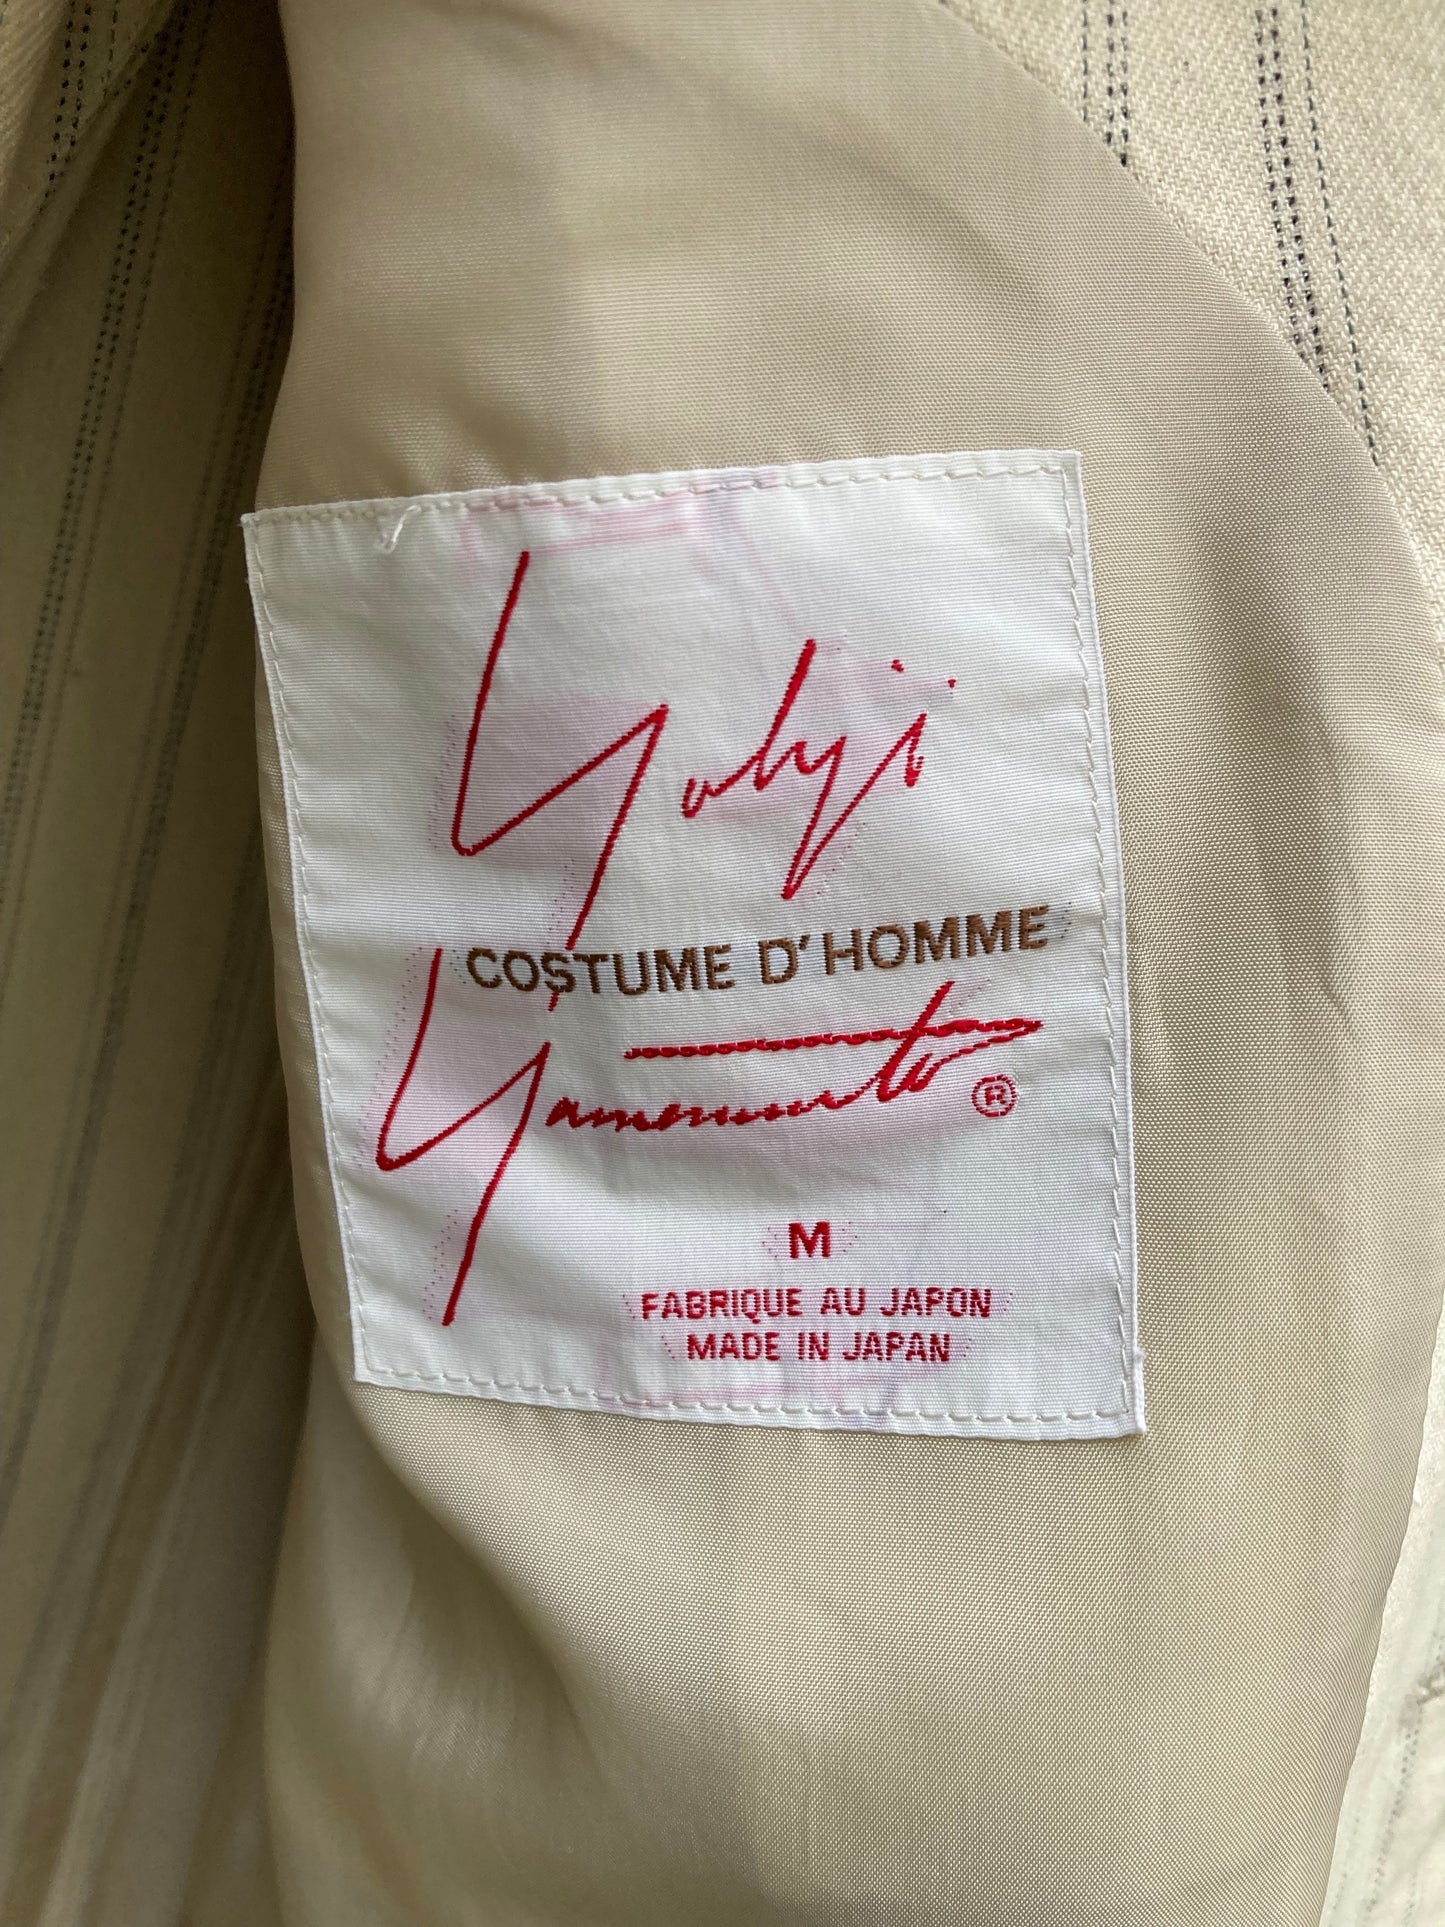 Yohji
COSTUME D'HOMME
Yamamoto ®
M
FABRIQUE AU JAPON
MADE IN JAPAN